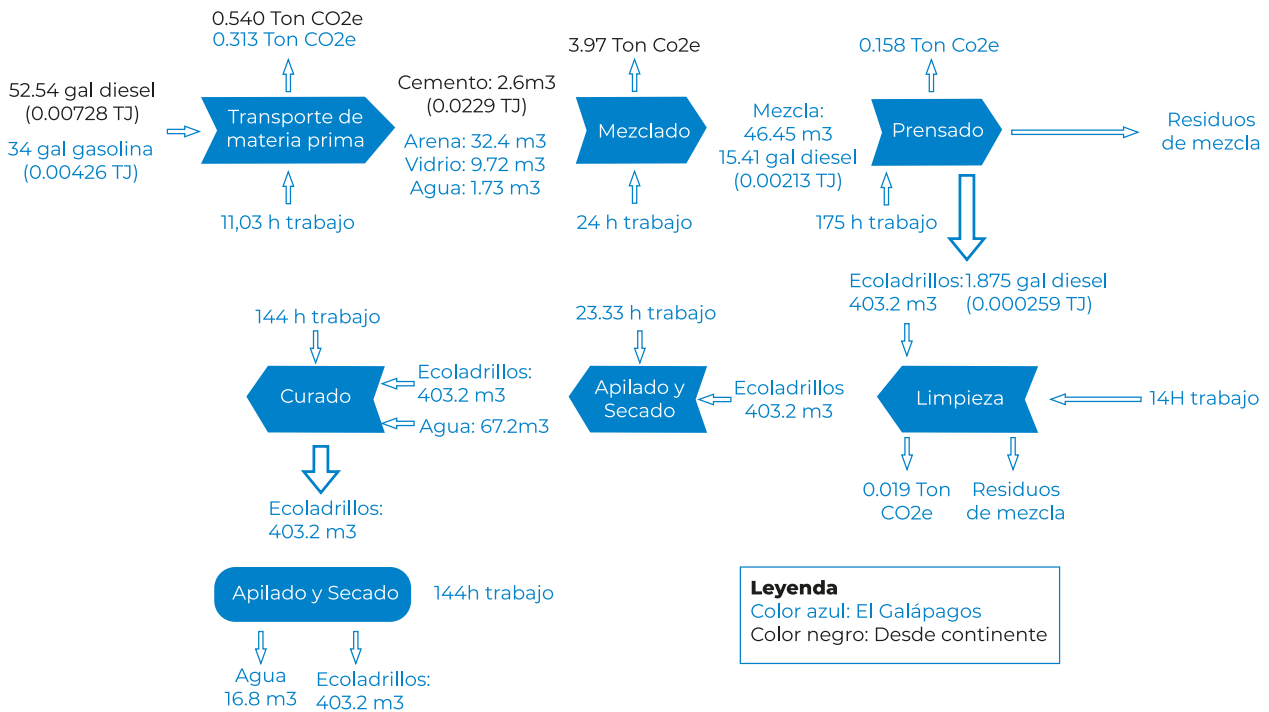 0.540 Ton CO2e
0.313 Ton CO2e
52.54 gal diesel
(0.00728 TJ)
34 gal gasolina
(0.00426 TJ)
Transporte de
materia prima
11,03 h trabajo
Cemento: 2.6m3
(0.0229 TJ)
Arena: 32.4 m3
Vidrio: 9.72 m3
Agua: 1.73 m3
3.97 Ton Co2e
Mezclado
24 h trabajo
Mezcla:
46.45 m3
15.41 gal diesel
(0.00213 TJ)
0.158 Ton Co2e
Prensado
175 h trabajo
Residuos
de mezcla
Ecoladrillos:
403.2 m3
1.875 gal diesel
(0.000259 TJ)
Limpieza
14H trabajo
0.019 Ton
CO2e
Residuos
de mezcla
Ecoladrillos
403.2 m3
23.33 h trabajo
Apilado y
Secado
144 h trabajo
Ecoladrillos:
403.2 m3
Agua: 67.2m3
Curado
Ecoladrillos:
403.2 m3
Apilado y Secado
144h trabajo
Agua
16.8 m3
Ecoladrillos:
403.2 m3
Leyenda
Color azul: El Galápagos
Color negro: Desde continente